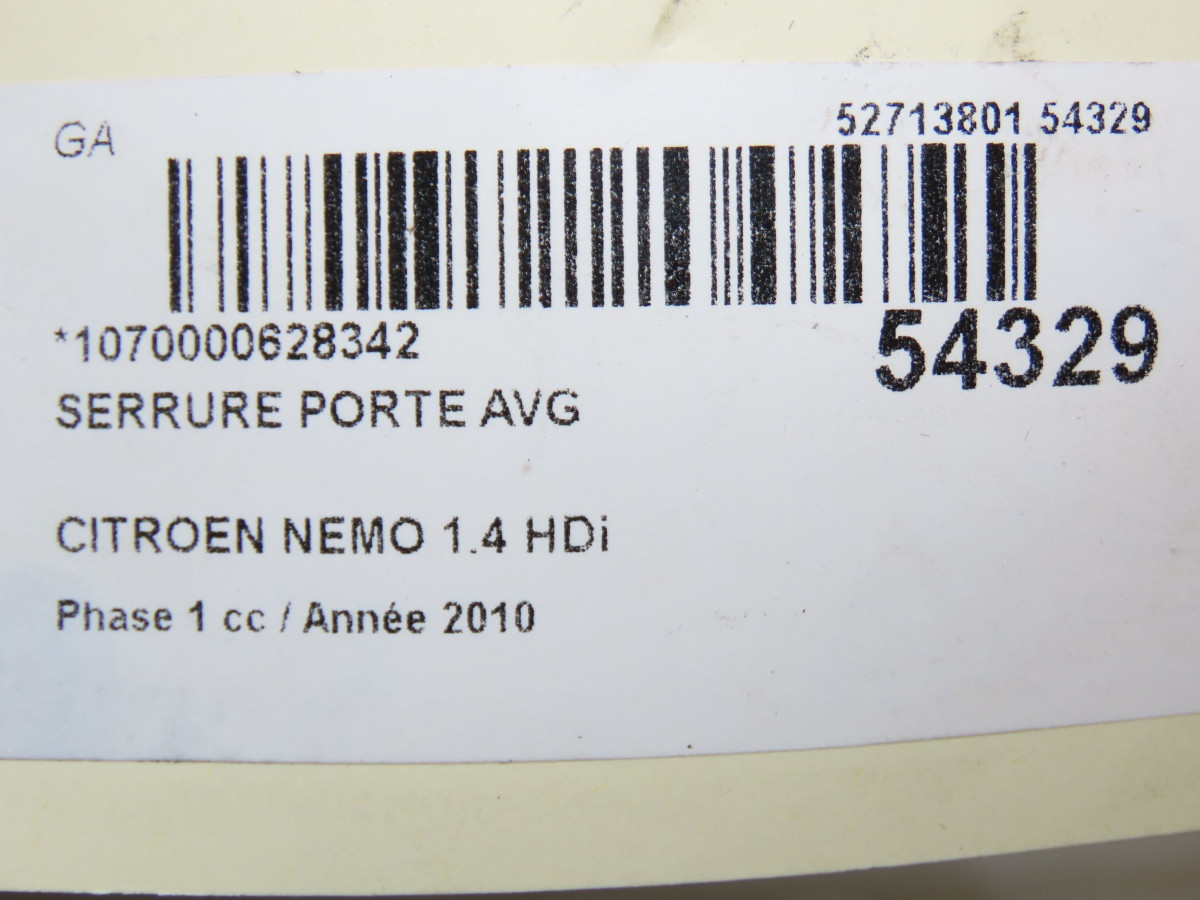 GA
52713801 54329
*1070000628342
54329
SERRURE PORTE AVG
CITROEN NEMO 1.4 HDi
Phase 1 cc / Année 2010